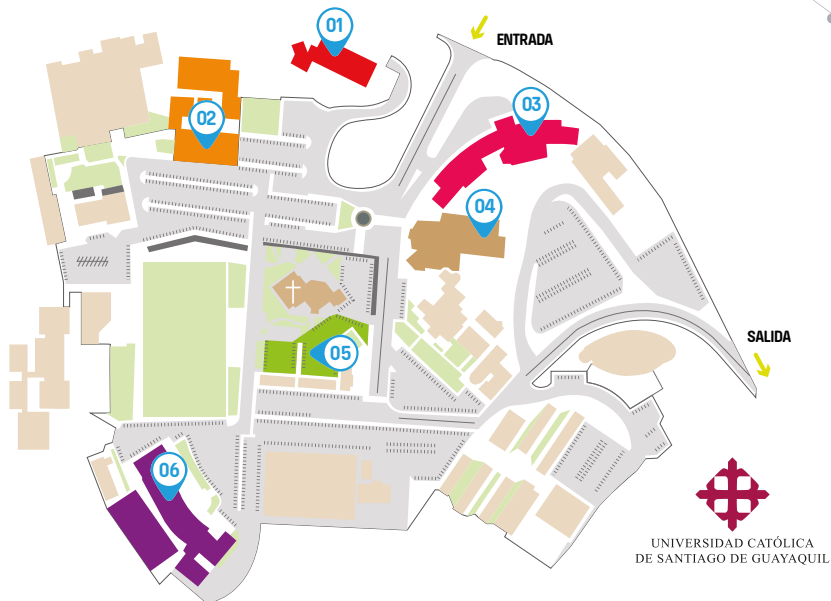 01
ENTRADA
02
03
04
05
SALIDA
06
UNIVERSIDAD CATÓLICA
DE SANTIAGO DE GUAYAQUIL